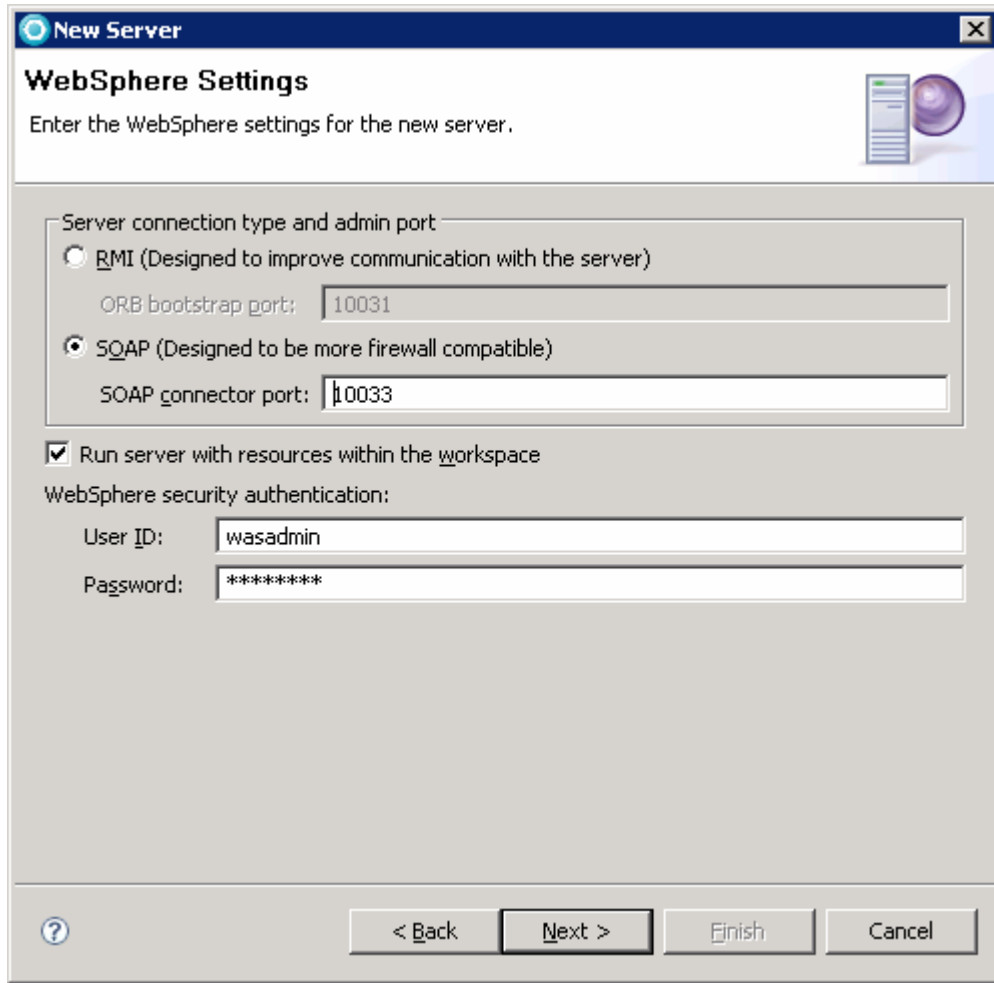 New Server
WebSphere Settings
Enter the WebSphere settings for the new server.
Server connection type and admin port
RMI (Designed to improve communication with the server)
ORB bootstrap port: 10031
SOAP (Designed to be more firewall compatible)
SOAP connector port: 10033
Run server with resources within the workspace
WebSphere security authentication:
User ID: wasadmin
Password: ********
? < Back Next > Finish Cancel